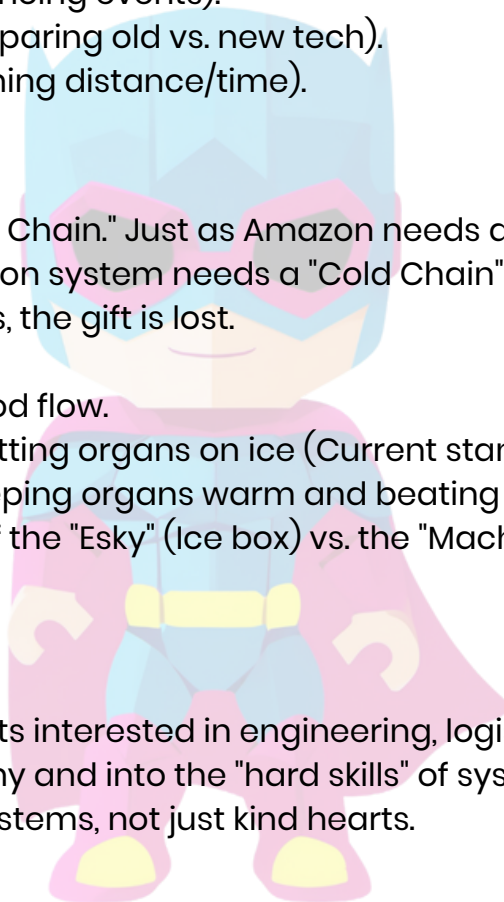 ncing events).
paring old vs. new tech).
ning distance/time).
Chain." Just as Amazon needs a
on system needs a "Cold Chain"
s, the gift is lost.
od flow.
tting organs on ice (Current star
ping organs warm and beating
f the "Esky" (Ice box) vs. the "Mach
ts interested in engineering, logi
ny and into the "hard skills" of sys
stems, not just kind hearts.